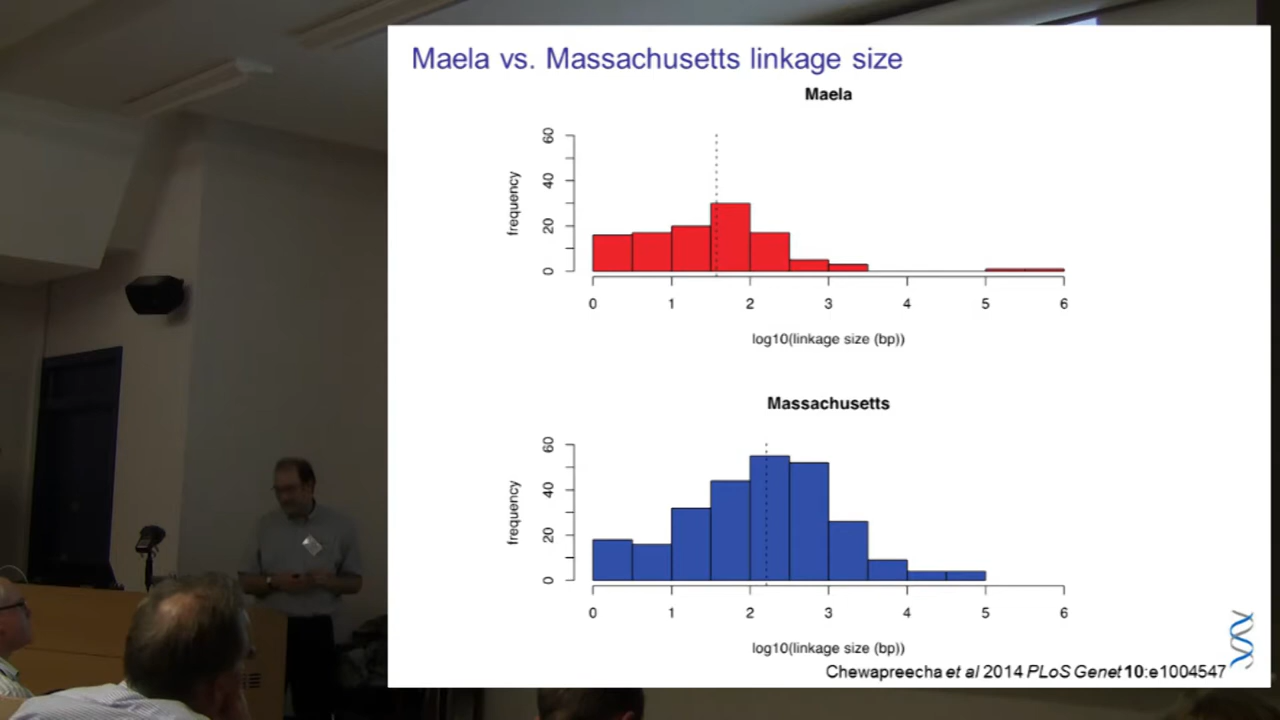 Maela vs. Massachusetts linkage size
Maela
frequency
60
40
20
0
0 1 2 3 4 5 6
log10(linkage size (bp))
Massachusetts
frequency
60
40
20
0
0 1 2 3 4 5 6
log10(linkage size (bp))
Chewapreecha et al 2014 PLoS Genet 10:e1004547